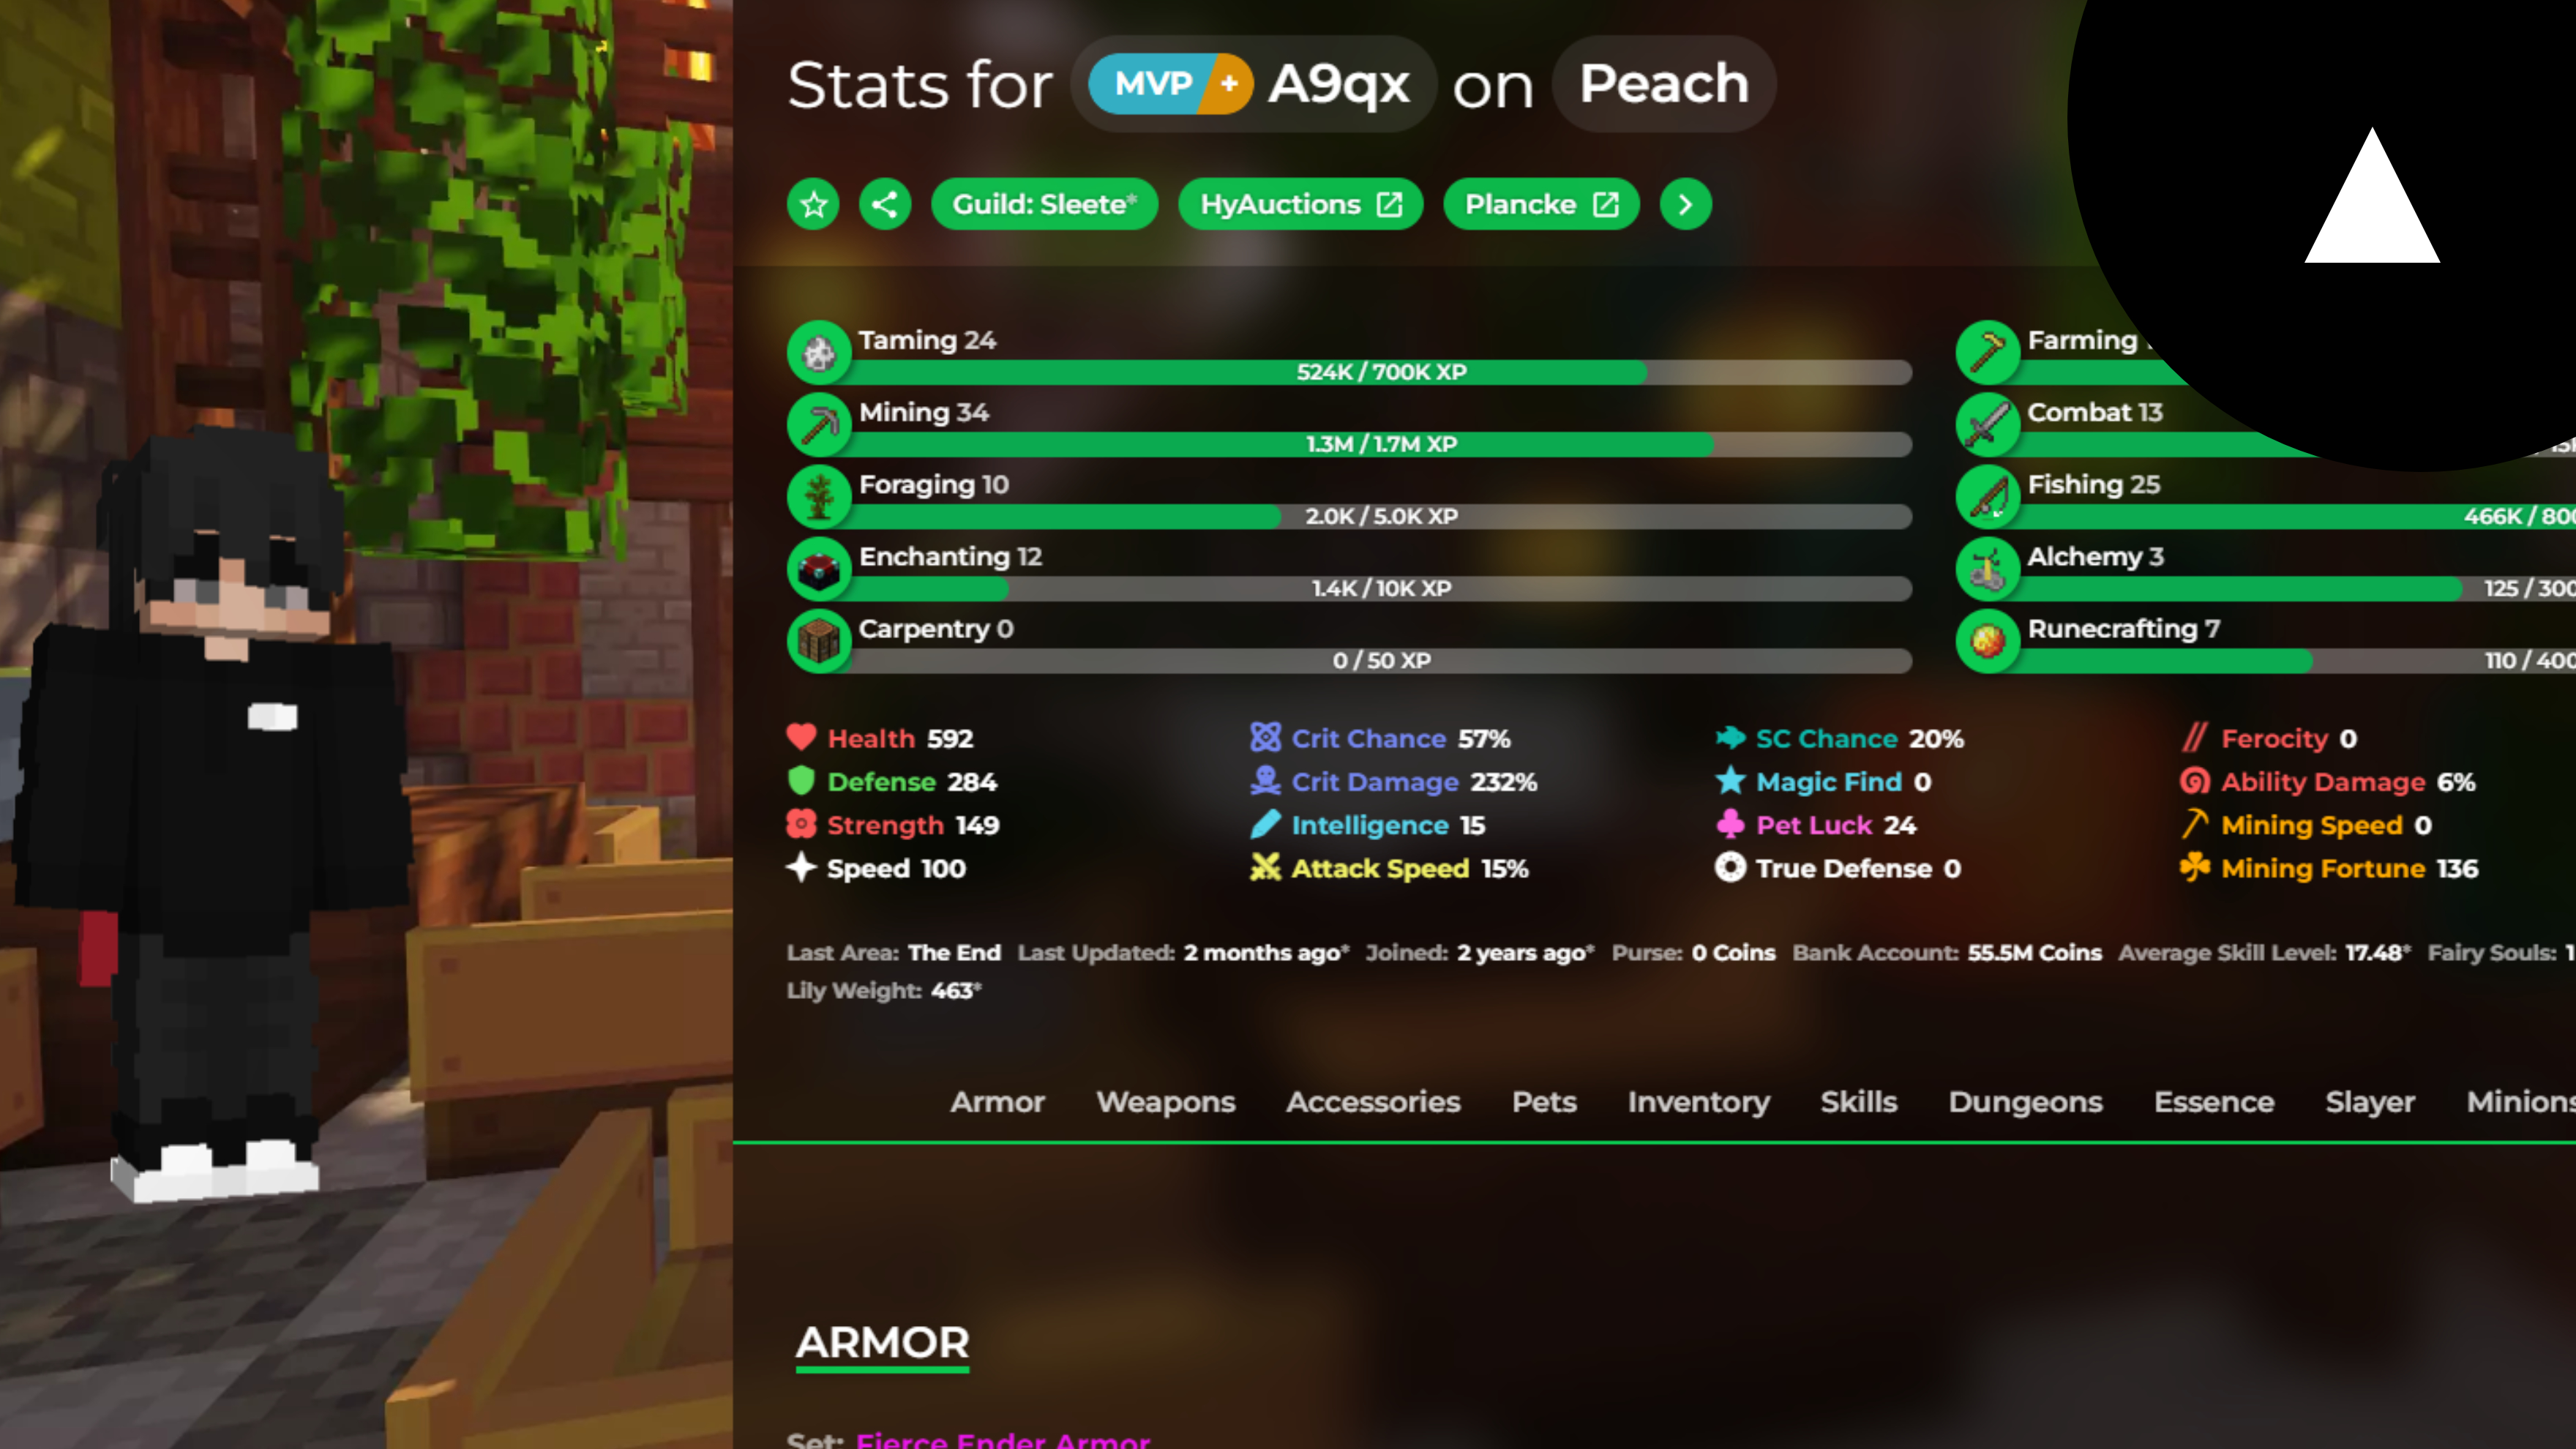 Stats for MVP + A9qx on Peach
Guild: Sleete* HyAuctions Plancke
Taming 24
524K / 700K XP
Farming
Mining 34
1.3M / 1.7M XP
Combat 13
Foraging 10
2.0K / 5.0K XP
Fishing 25
466K /
Enchanting 12
1.4K / 10K XP
Alchemy 3
125 /
Carpentry 0
0 / 50 XP
Runecrafting 7
110 /
Health 592 Crit Chance 57% SC Chance 20% Ferocity 0
Defense 284 Crit Damage 232% Magic Find 0 Ability Damage 6%
Strength 149 Intelligence 15 Pet Luck 24 Mining Speed 0
Speed 100 Attack Speed 15% True Defense 0 Mining Fortune 136
Last Area: The End Last Updated: 2 months ago* Joined: 2 years ago* Purse: 0 Coins Bank Account: 55.5M Coins Average Skill Level: 17.48* Fairy Souls:
Lily Weight: 463*
Armor Weapons Accessories Pets Inventory Skills Dungeons Essence Slayer Minions
ARMOR
Set: Fierce Ender Armor